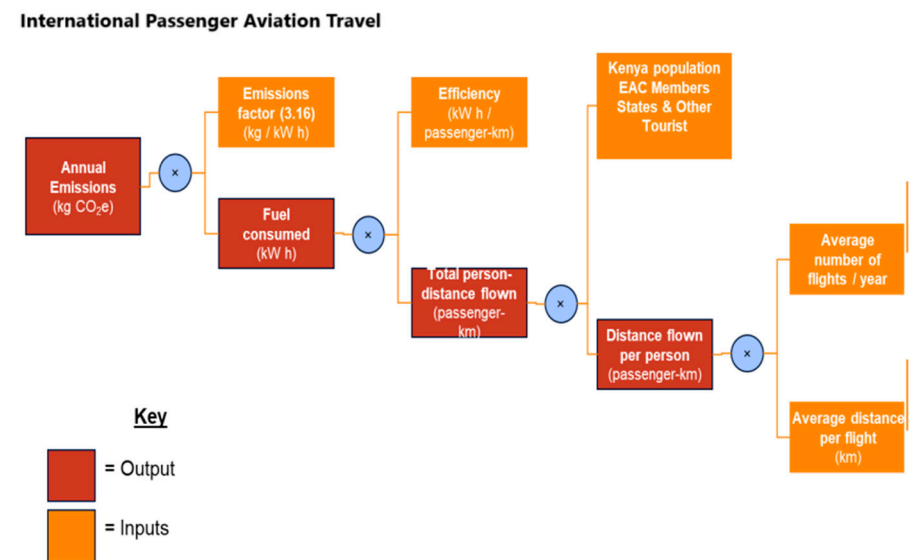 International Passenger Aviation Travel
Annual
Emissions
(kg CO₂e)
×
Emissions
factor (3.16)
(kg / kW h)
Fuel
consumed
(kW h)
×
Efficiency
(kW h /
passenger-km)
Total person-
distance flown
(passenger-
km)
×
Kenya population
EAC Members
States & Other
Tourist
Distance flown
per person
(passenger-km)
×
Average
number of
flights / year
Average distance
per flight
(km)
Key
= Output
= Inputs